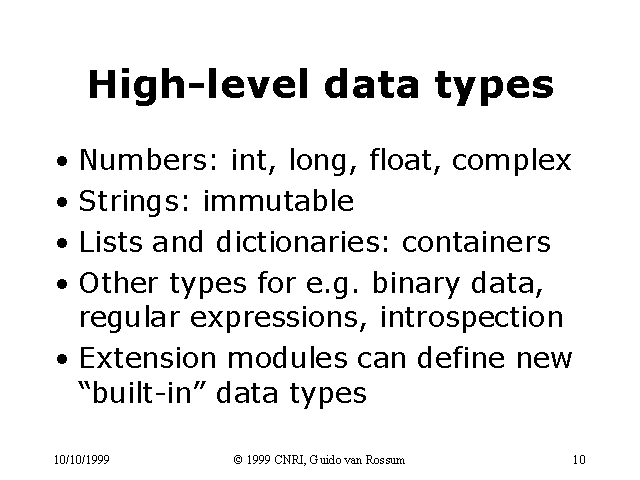 High-level data types
• Numbers: int, long, float, complex
• Strings: immutable
• Lists and dictionaries: containers
• Other types for e.g. binary data,
regular expressions, introspection
• Extension modules can define new
“built-in” data types
10/10/1999 © 1999 CNRI, Guido van Rossum 10